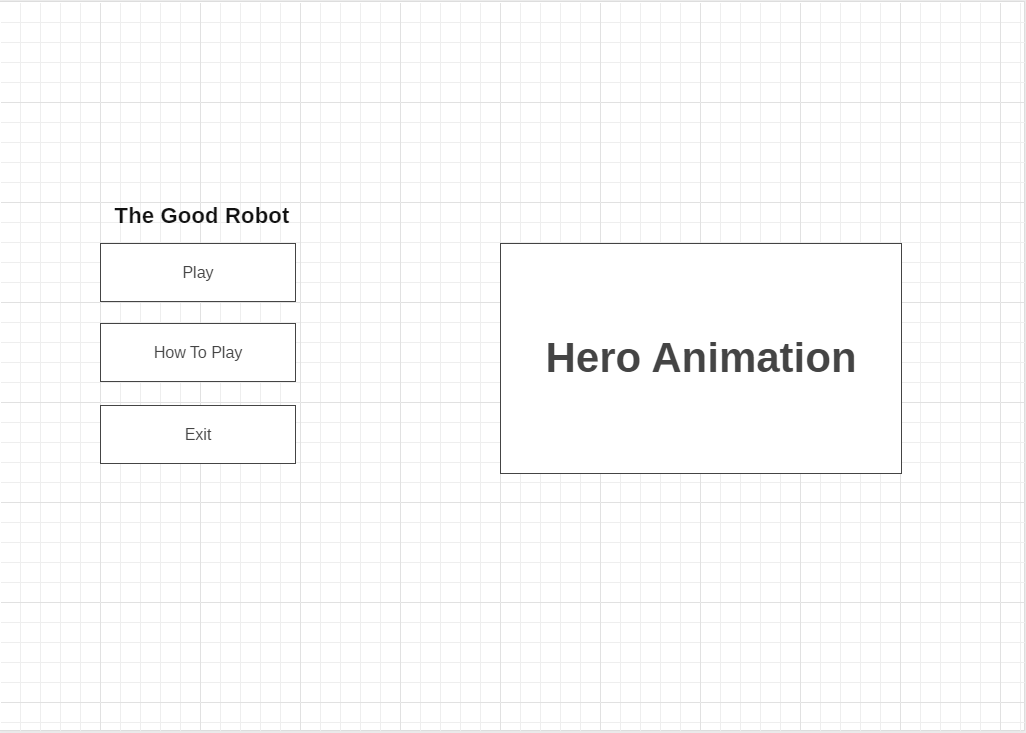 The Good Robot
Play
How To Play
Exit
Hero Animation